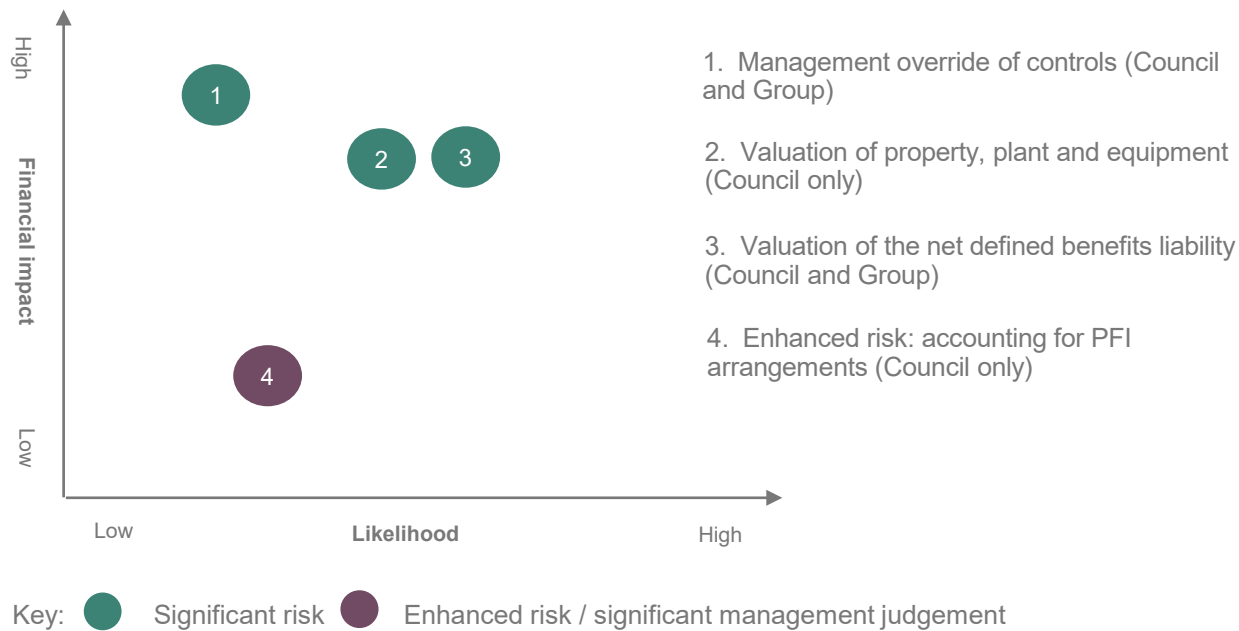 High
Financial impact
Low
1
2
3
4
Low
Likelihood
High
1. Management override of controls (Council
and Group)
2. Valuation of property, plant and equipment
(Council only)
3. Valuation of the net defined benefits liability
(Council and Group)
4. Enhanced risk: accounting for PFI
arrangements (Council only)
Key: Significant risk Enhanced risk / significant management judgement